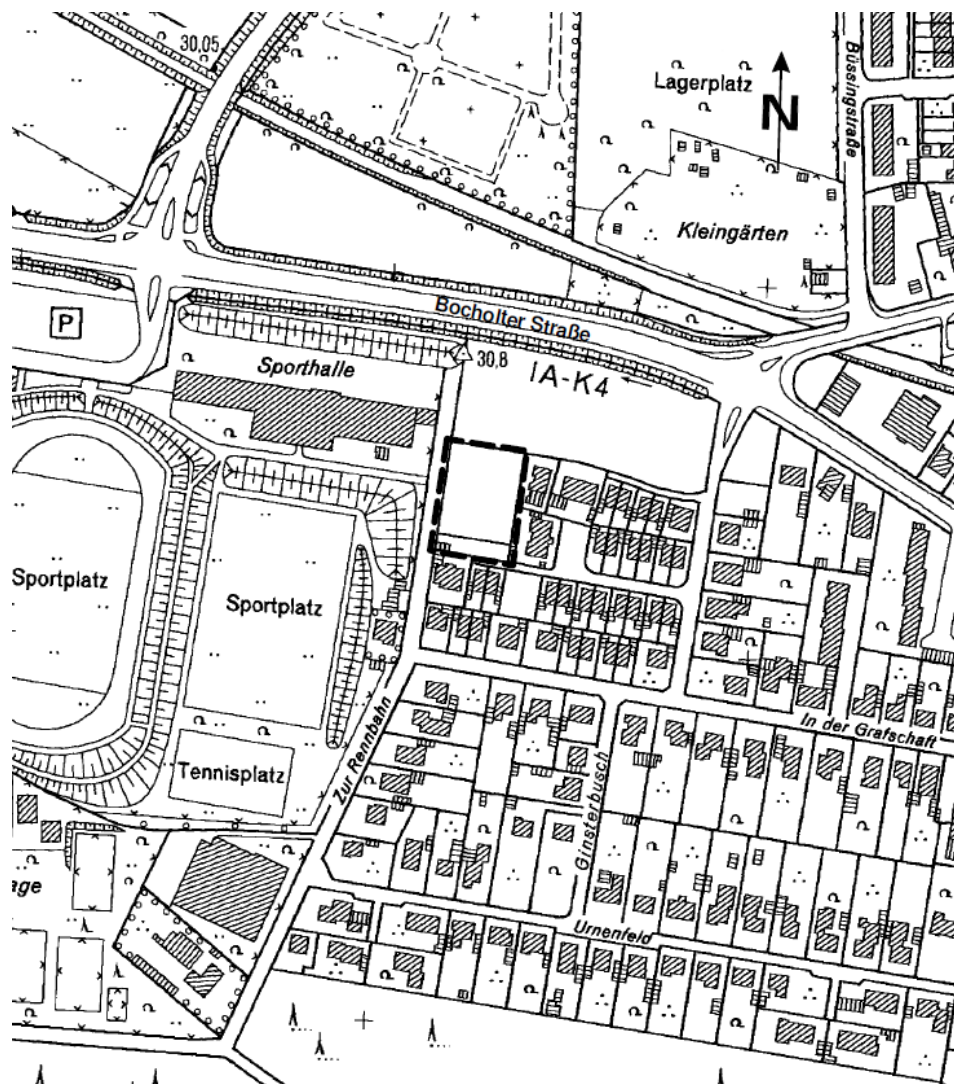 30,05
Lagerplatz
N
Büssingstraße
Kleingärten
Bocholter Straße
P
30,8
Sporthalle
IA-K4
Sportplatz
Sportplatz
Zur Rennbahn
In der Grafschaft
Tennisplatz
Ginsterbusch
age
Urnenfeld